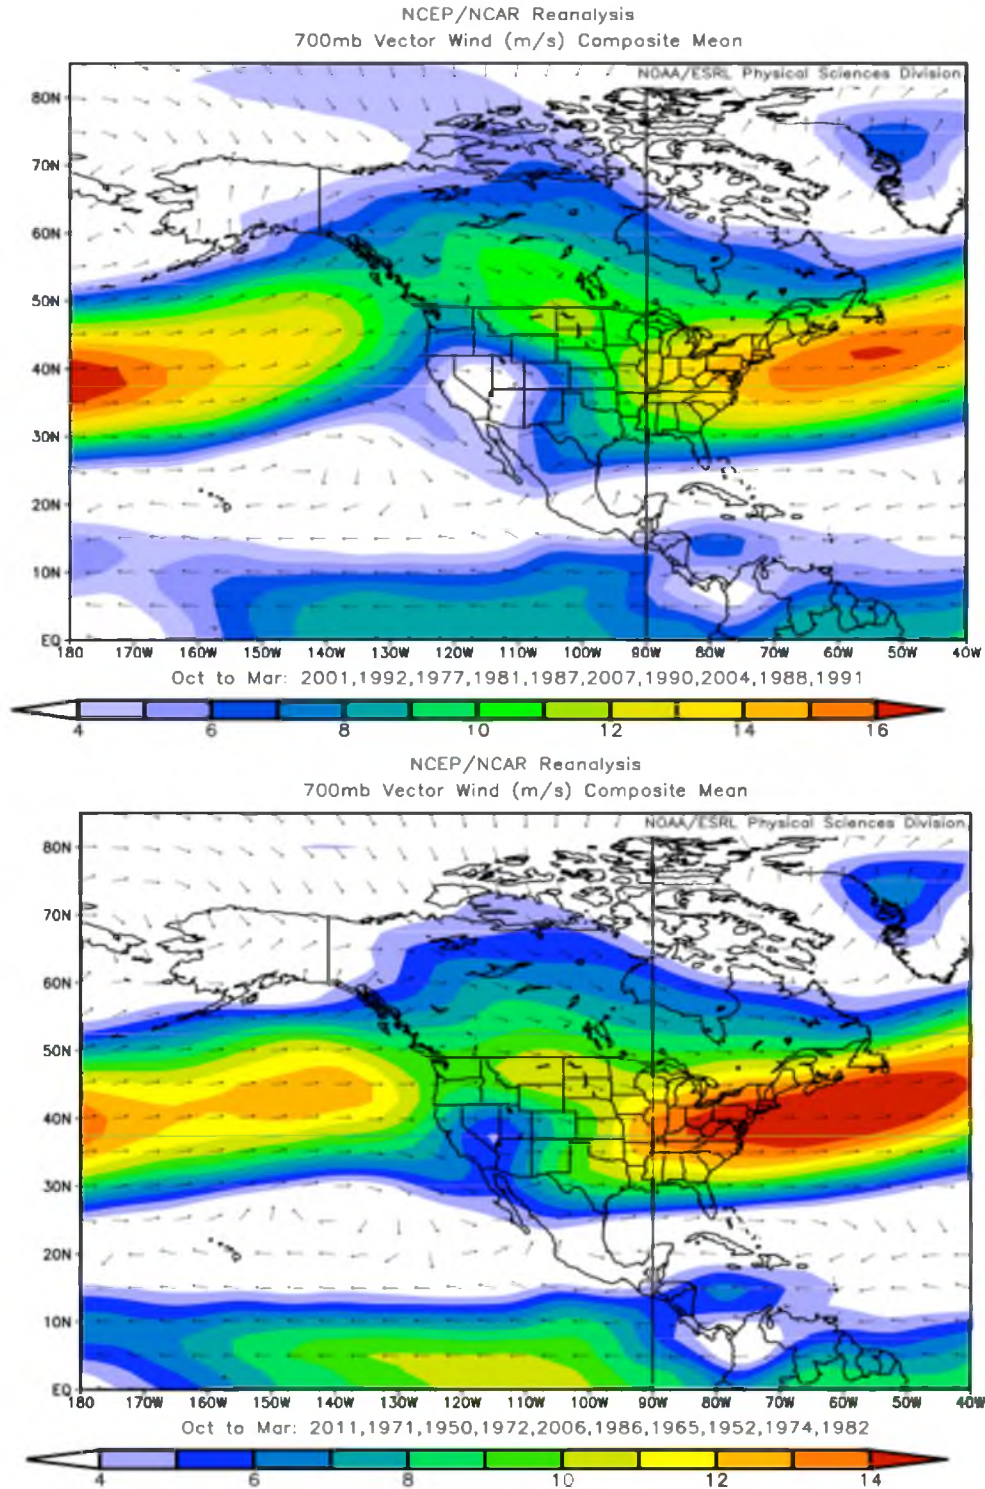 NCEP/NCAR Reanalysis
700mb Vector Wind (m/s) Composite Mean
NOAA/ESRL Physical Sciences Division
80N
70N
60N
50N
40N
30N
20N
10N
EQ
180 170W 160W 150W 140W 130W 120W 110W 100W 90W 80W 70W 60W 50W 40W
Oct to Mar: 2001,1992,1977,1981,1987,2007,1990,2004,1988,1991
4 6 8 10 12 14 16
NCEP/NCAR Reanalysis
700mb Vector Wind (m/s) Composite Mean
NOAA/ESRL Physical Sciences Division
80N
70N
60N
50N
40N
30N
20N
10N
EQ
180 170W 160W 150W 140W 130W 120W 110W 100W 90W 80W 70W 60W 50W 40W
Oct to Mar: 2011,1971,1950,1972,2006,1986,1965,1952,1974,1982
4 6 8 10 12 14